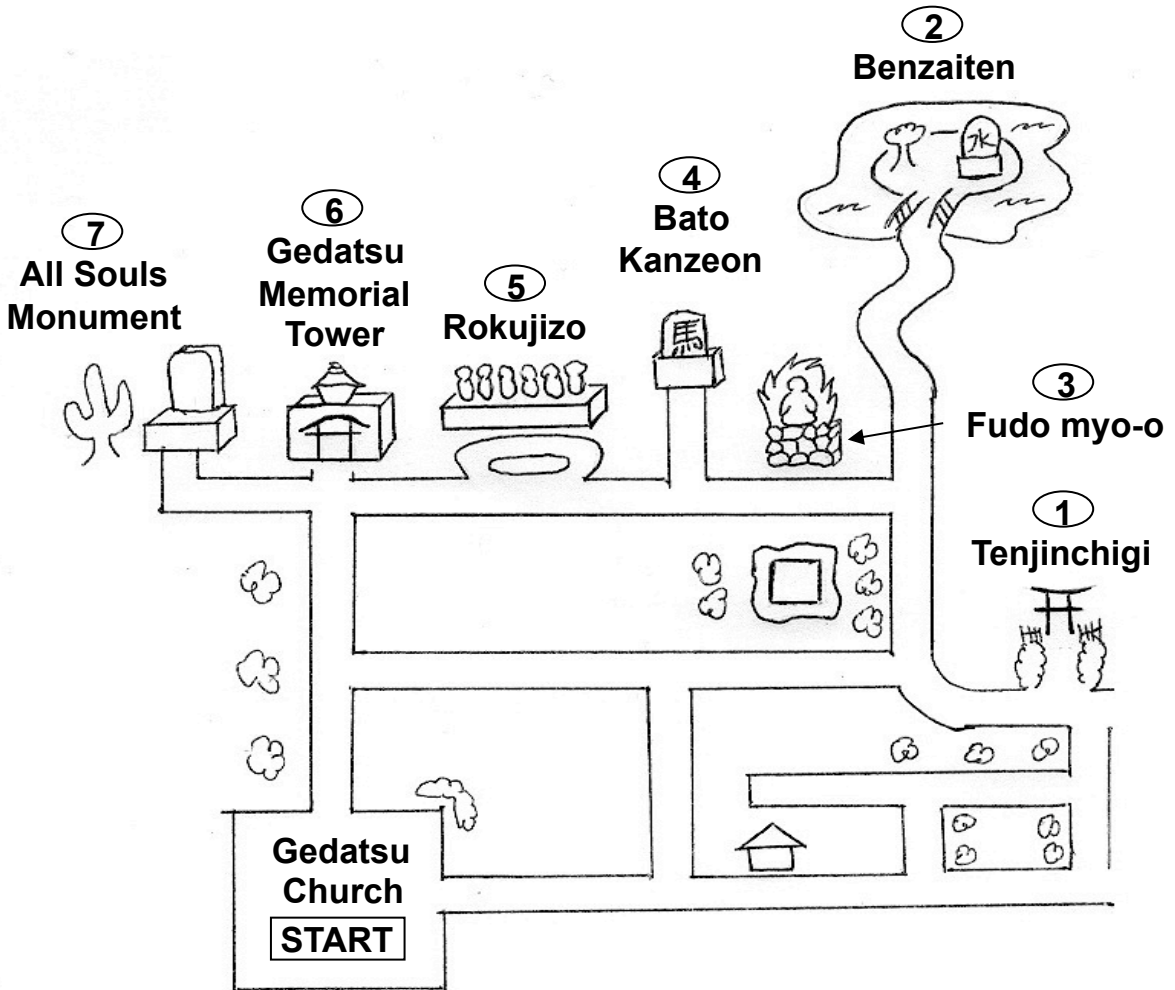 2
Benzaiten
水
4
Bato
Kanzeon
馬
6
Gedatsu
Memorial
Tower
7
All Souls
Monument
5
Rokujizo
3
Fudo myo-o
1
Tenjinchigi
Gedatsu
Church
START